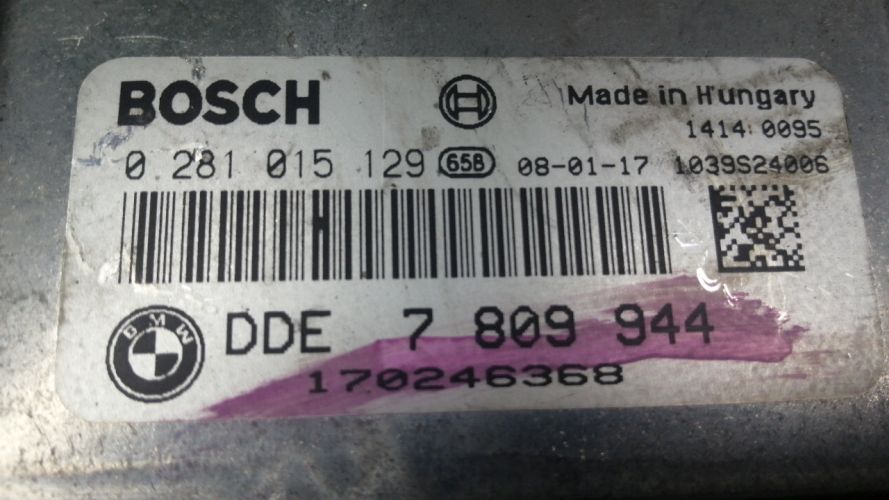 BOSCH
Made in Hungary
1414 0095
0 281 015 129 65B 08-01-17 1039S24006
BMW DDE 7 809 944
170246368